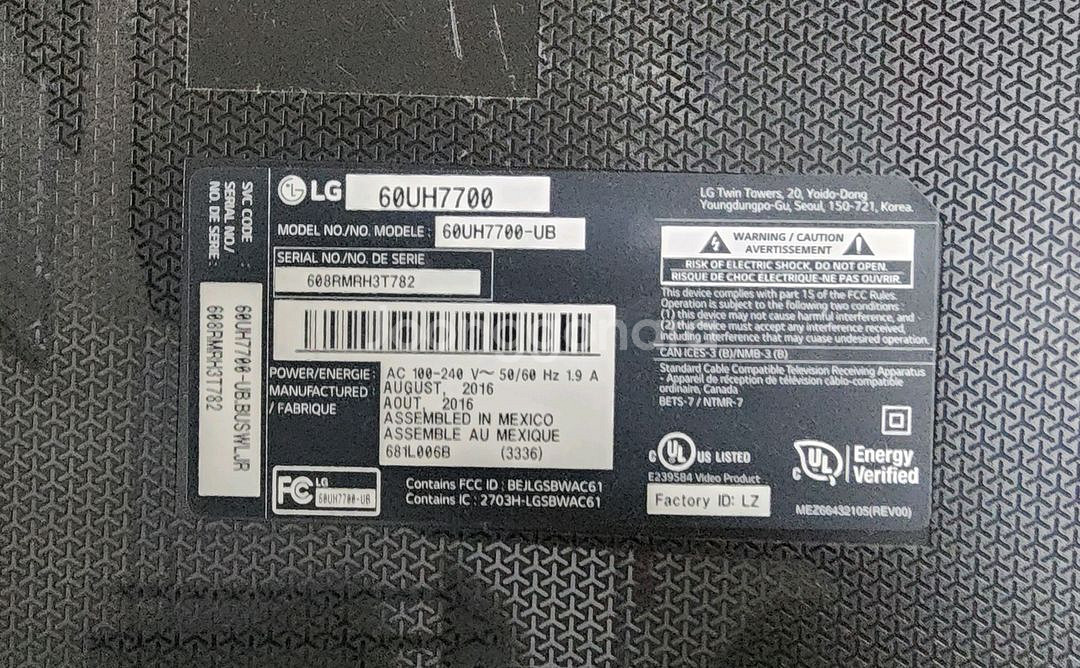 LG 60UH7700
MODEL NO./NO. MODELE : 60UH7700-UB
SERIAL NO./NO. DE SERIE
608RMRH3T782
POWER/ENERGIE : AC 100-240 V~ 50/60 Hz 1.9 A
MANUFACTURED / FABRIQUE : AUGUST, 2016
AOUT, 2016
ASSEMBLED IN MEXICO
ASSEMBLE AU MEXIQUE
681L006B (3336)
FC LG
60UH7700-UB
Contains FCC ID : BEJLGSBWAC61
Contains IC : 2703H-LGSBWAC61
SVC CODE :
SERIAL NO./
NO. DE SERIE :
60UH7700-UB.BUSWLJR
608RMRH3T782
LG Twin Towers, 20, Yoido-Dong
Youngdungpo-Gu, Seoul, 150-721, Korea.
WARNING / CAUTION
AVERTISSEMENT
RISK OF ELECTRIC SHOCK, DO NOT OPEN.
RISQUE DE CHOC ELECTRIQUE-NE PAS OUVRIR.
This device complies with part 15 of the FCC Rules.
Operation is subject to the following two conditions :
(1) this device may not cause harmful interference, and
(2) this device must accept any interference received,
including interference that may cuase undesired operation.
CAN ICES-3 (B)/NMB-3 (B)
Standard Cable Compatible Television Receiving Apparatus
- Appareil de réception de télévision câblo-compatible
ordinaire, Canada
BETS-7 / NTMR-7
c UL US LISTED
E239584 Video Product
Factory ID: LZ
c UL Energy
Verified
MEZ66432105(REV00)